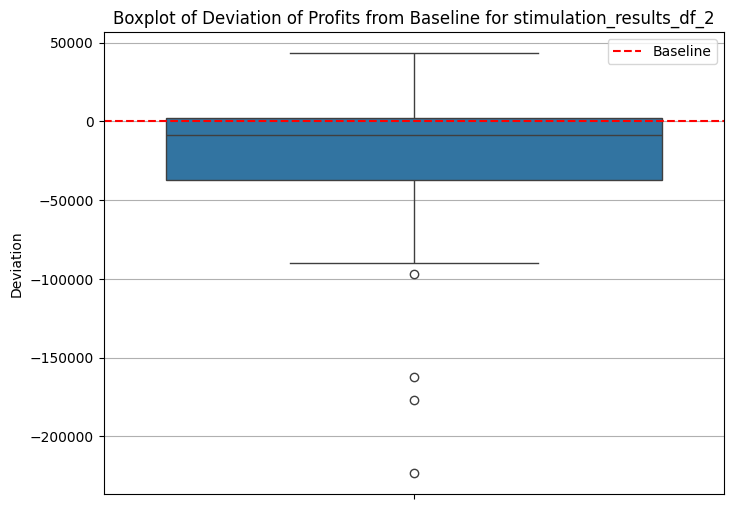 Boxplot of Deviation of Profits from Baseline for stimulation_results_df_2
Baseline
50000
0
−50000
−100000
−150000
−200000
Deviation